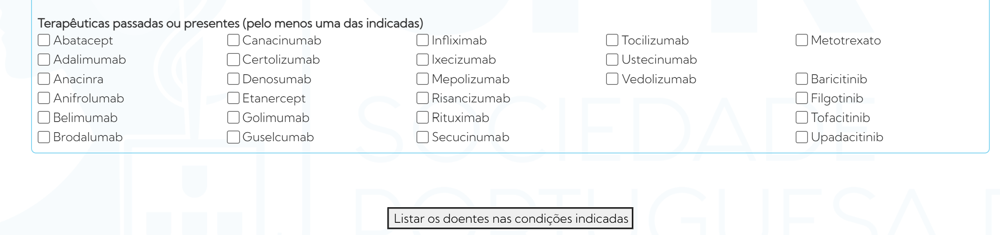 Terapêuticas passadas ou presentes (pelo menos uma das indicadas)
Abatacept Canacinumab Infliximab Tocilizumab Metotrexato
Adalimumab Certolizumab Ixecizumab Ustecinumab
Anacinra Denosumab Mepolizumab Vedolizumab Baricitinib
Anifrolumab Etanercept Risancizumab Filgotinib
Belimumab Golimumab Rituximab Tofacitinib
Brodalumab Guselcumab Secucinumab Upadacitinib
SOCIEDADE
PORTUGUESA
Listar os doentes nas condições indicadas